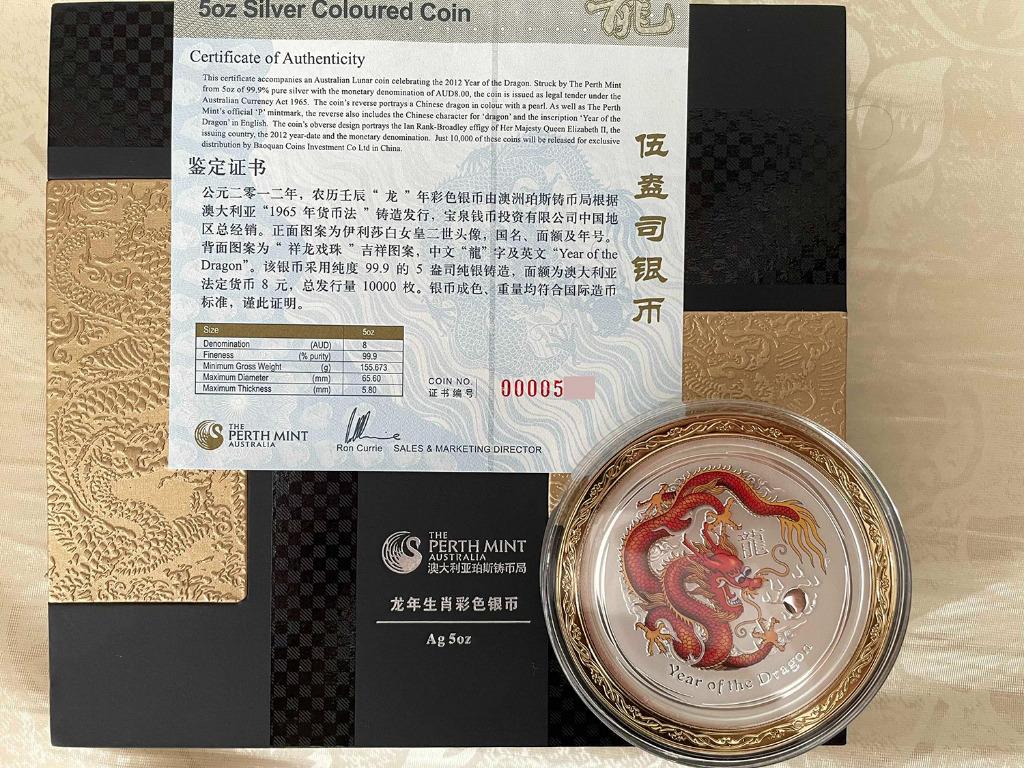 5oz Silver Coloured Coin
龍
Certificate of Authenticity
This certificate accompanies an Australian Lunar coin celebrating the 2012 Year of the Dragon. Struck by The Perth Mint
from 5oz of 99.9% pure silver with the monetary denomination of AUD8.00, the coin is issued as legal tender under the
Australian Currency Act 1965. The coin's reverse portrays a Chinese dragon in colour with a pearl. As well as The Perth
Mint's official 'P' mintmark, the reverse also includes the Chinese character for 'dragon' and the inscription 'Year of the
Dragon' in English. The coin's obverse design portrays the Ian Rank-Broadley effigy of Her Majesty Queen Elizabeth II, the
issuing country, the 2012 year-date and the monetary denomination. Just 10,000 of these coins will be released for exclusive
distribution by Baoquan Coins Investment Co Ltd in China.
鉴定证书
公元二零一二年，农历壬辰“龙”年彩色银币由澳洲珀斯铸币局根据
澳大利亚“1965 年货币法”铸造发行，宝泉钱币投资有限公司中国地
区总经销。正面图案为伊利莎白女皇二世头像，国名、面额及年号。
背面图案为“祥龙戏珠”吉祥图案，中文“龍”字及英文“Year of the
Dragon”。该银币采用纯度 99.9 的 5 盎司纯银铸造，面额为澳大利亚
法定货币 8 元，总发行量 10000 枚。银币成色、重量均符合国际造币
标准，谨此证明。
伍盎司银币
Size 5oz
Denomination (AUD) 8
Fineness (% purity) 99.9
Minimum Gross Weight (g) 155.673
Maximum Diameter (mm) 65.60
Maximum Thickness (mm) 5.80
COIN NO.
证书编号
00005
THE
PERTH MINT
AUSTRALIA
Ron Currie SALES & MARKETING DIRECTOR
THE
PERTH MINT
AUSTRALIA
澳大利亚珀斯铸币局
龙年生肖彩色银币
Ag 5oz
龍
Year of the Dragon